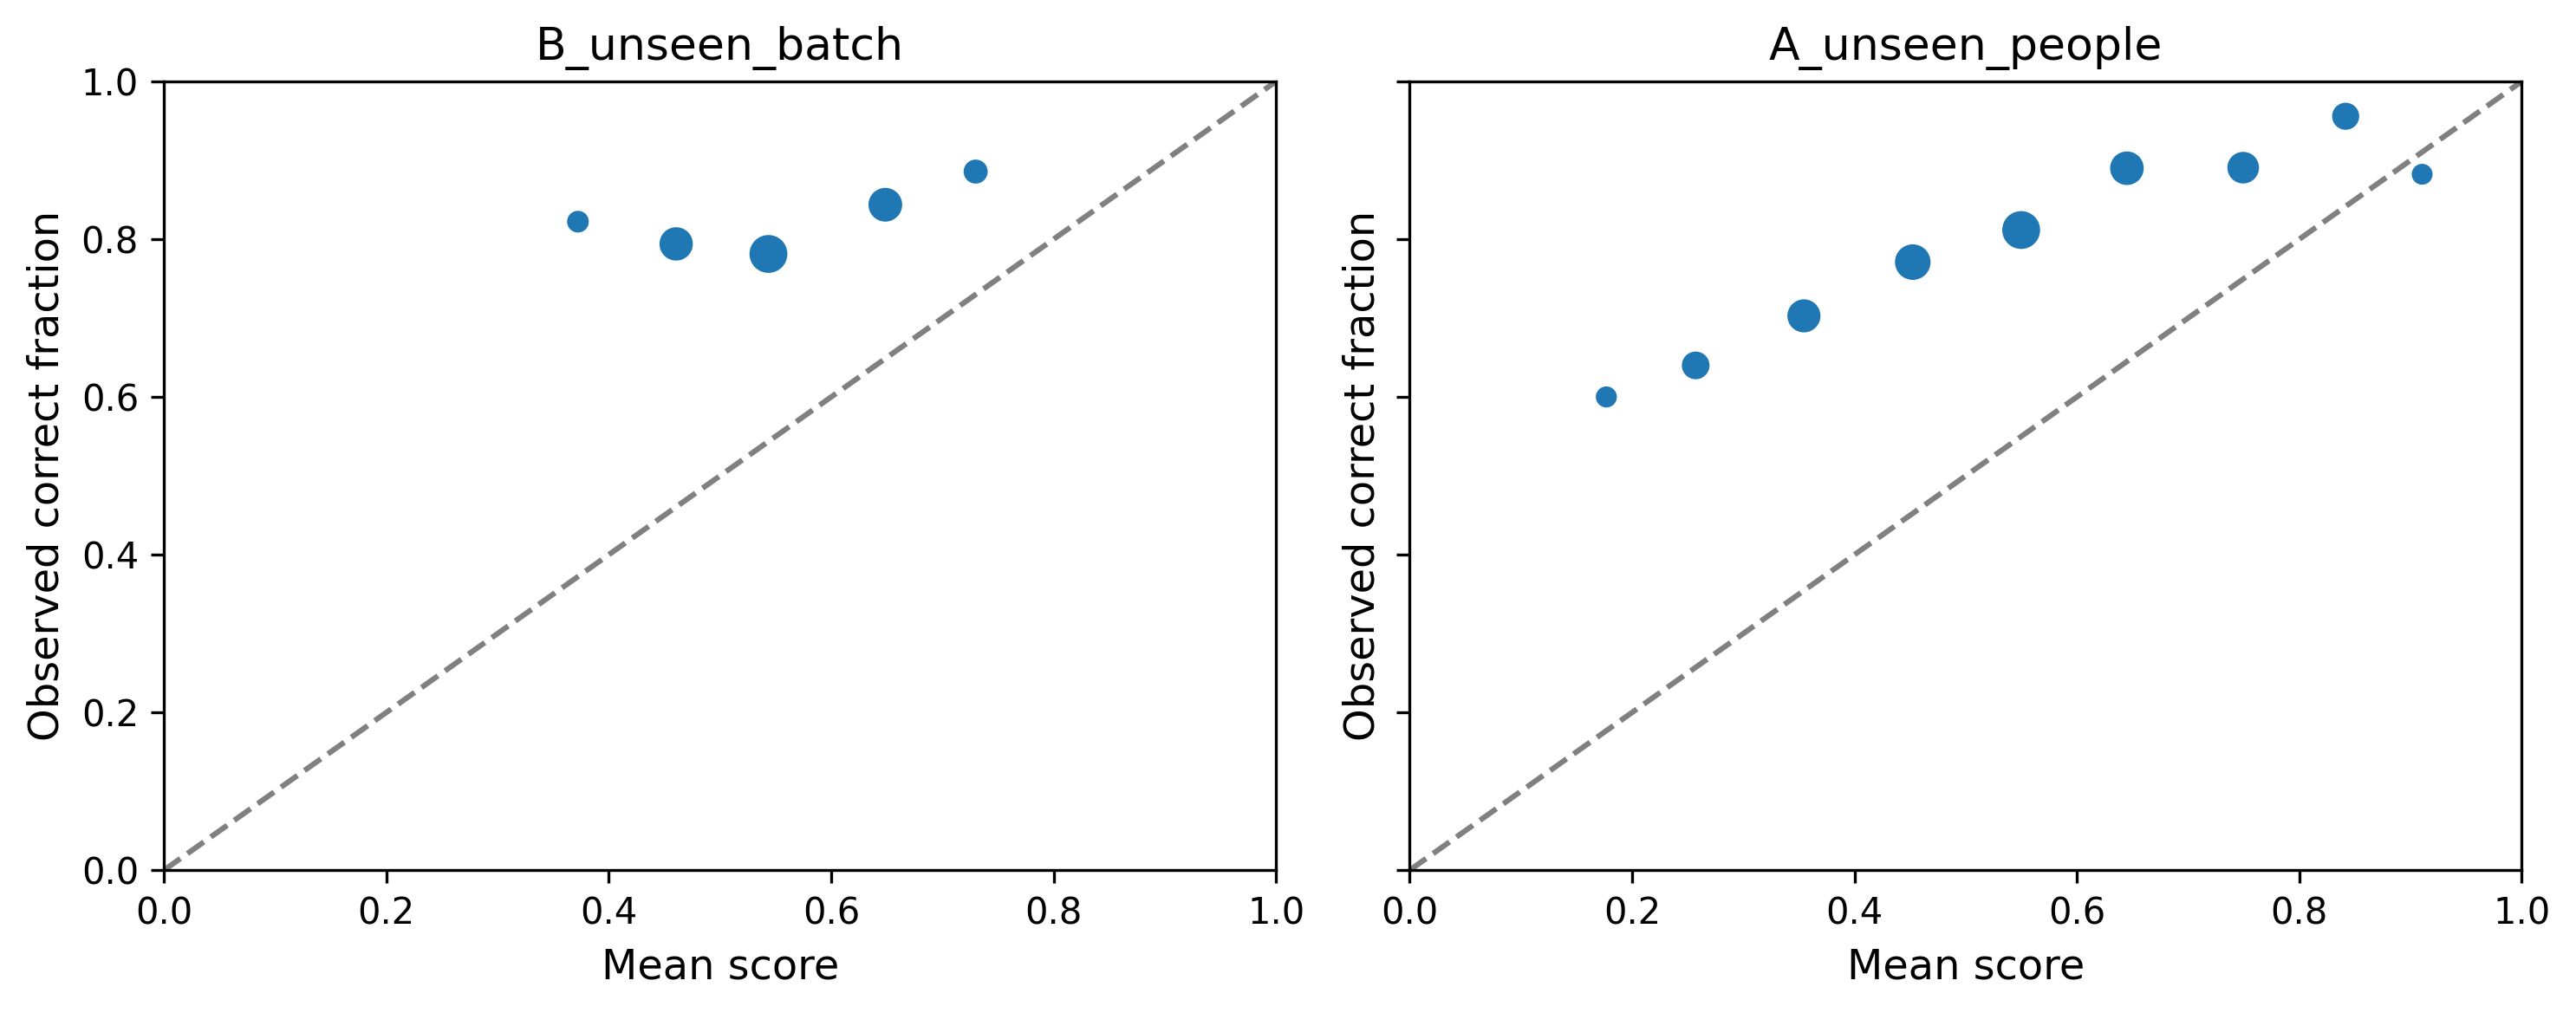 B_unseen_batch
1.0
0.8
0.6
0.4
0.2
0.0
Observed correct fraction
0.0 0.2 0.4 0.6 0.8 1.0
Mean score
A_unseen_people
Observed correct fraction
0.0 0.2 0.4 0.6 0.8 1.0
Mean score